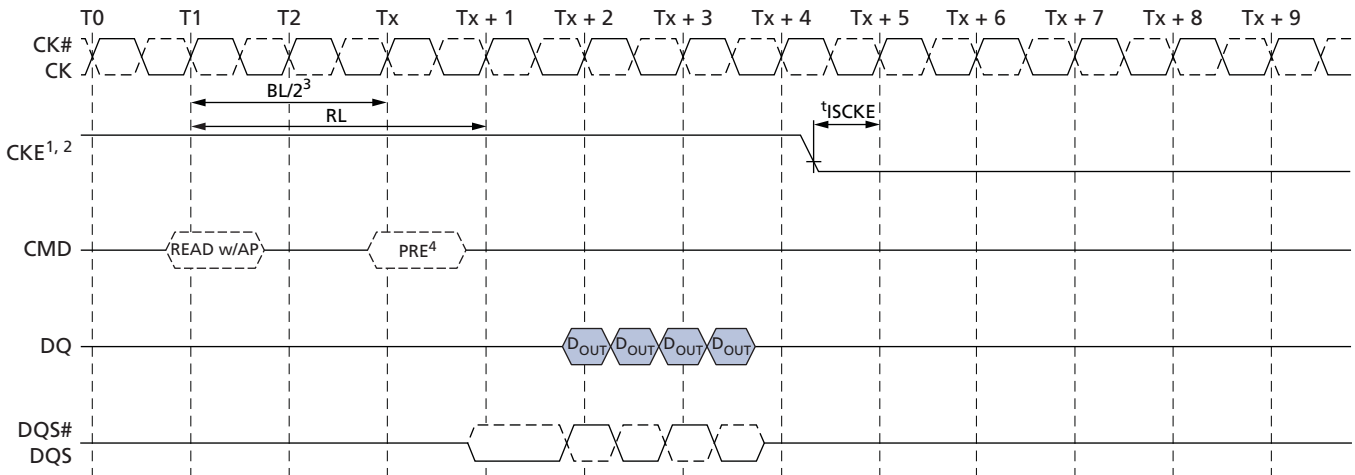 T0 T1 T2 Tx Tx + 1 Tx + 2 Tx + 3 Tx + 4 Tx + 5 Tx + 6 Tx + 7 Tx + 8 Tx + 9
CK#
CK
BL/2³
RL
tISCKE
CKE1, 2
CMD
READ w/AP
PRE⁴
DQ
DOUT DOUT DOUT DOUT
DQS#
DQS